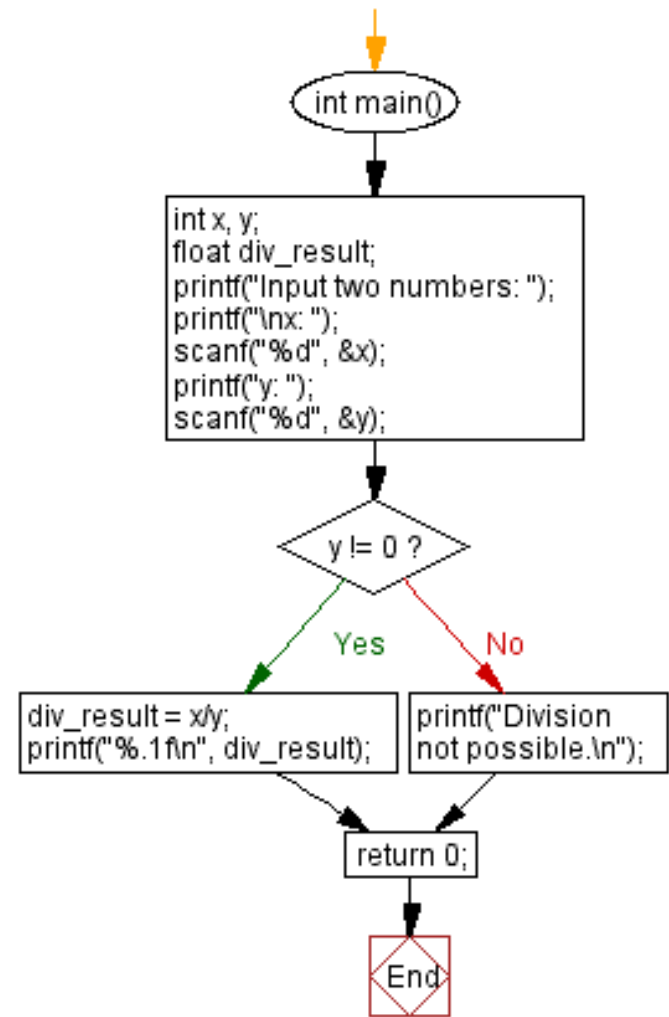 int main()
int x, y;
float div_result;
printf("Input two numbers: ");
printf("\nx: ");
scanf("%d", &x);
printf("y: ");
scanf("%d", &y);
y != 0 ?
Yes
No
div_result = x/y;
printf("%.1f\n", div_result);
printf("Division
not possible.\n");
return 0;
End